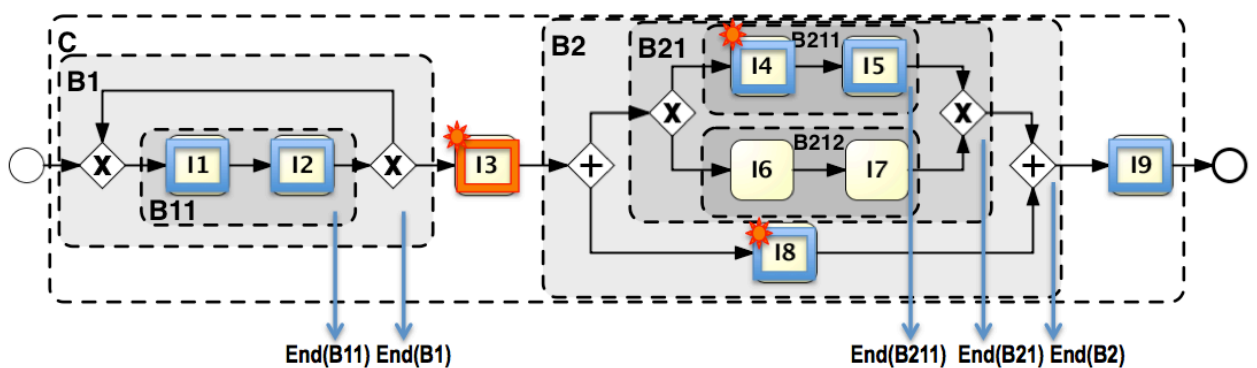 C
B1
X
I1
I2
X
B11
I3
B2
+
B21
X
B211
I4
I5
B212
I6
I7
X
I8
+
I9
End(B11) End(B1)
End(B211) End(B21) End(B2)